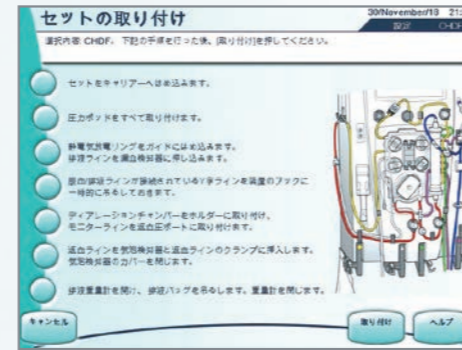 セットの取り付け
30/November/19 21:
設定 CHDF
選択内容: CHDF。 下記の手順を行った後、[取り付け]を押してください。
セットをキャリアーへはめ込みます。
圧力ポッドをすべて取り付けます。
静電気放電リングをガイドにはめ込みます。
排液ラインを漏血検知器に押し込みます。
脱血/排液ラインが接続されているY字ラインを装置のフックに
一時的に吊るしておきます。
ディアレーションチャンバーをホルダーに取り付け、
モニターラインを返血圧ポートに取り付けます。
返血ラインを気泡検知器と返血ラインのクランプに挿入します。
気泡検知器のカバーを閉じます。
排液重量計を開け、排液バッグを吊るします。重量計を閉じます。
キャンセル
取り付け
ヘルプ